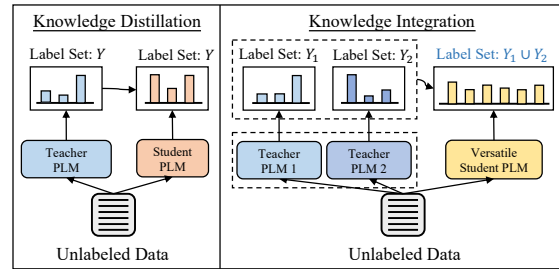 Knowledge Distillation
Label Set: Y
Label Set: Y
Teacher PLM
Student PLM
Unlabeled Data
Knowledge Integration
Label Set: Y₁
Label Set: Y₂
Label Set: Y₁ ∪ Y₂
Teacher PLM 1
Teacher PLM 2
Versatile Student PLM
Unlabeled Data